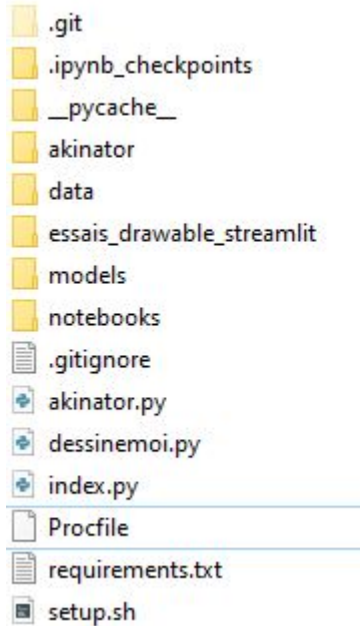 .git
.ipynb_checkpoints
__pycache__
akinator
data
essais_drawable_streamlit
models
notebooks
.gitignore
akinator.py
dessinemoi.py
index.py
Procfile
requirements.txt
setup.sh